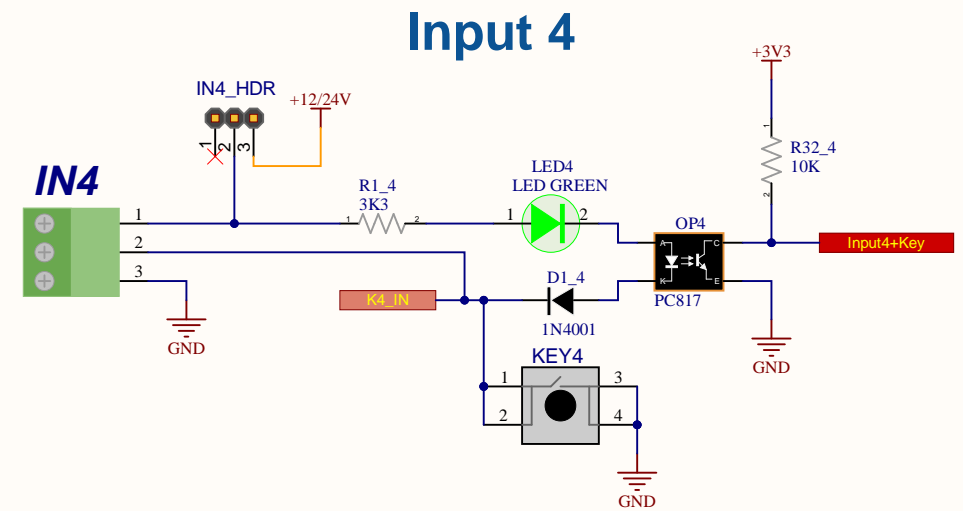 Input 4
+3V3
IN4_HDR
+12/24V
1
2
3
1
R32_4
10K
2
IN4
LED4
LED GREEN
R1_4
3K3
1
1
2
1
2
OP4
2
A
C
Input4+Key
3
D1_4
K
E
K4_IN
PC817
GND
1N4001
GND
KEY4
1
3
2
4
GND